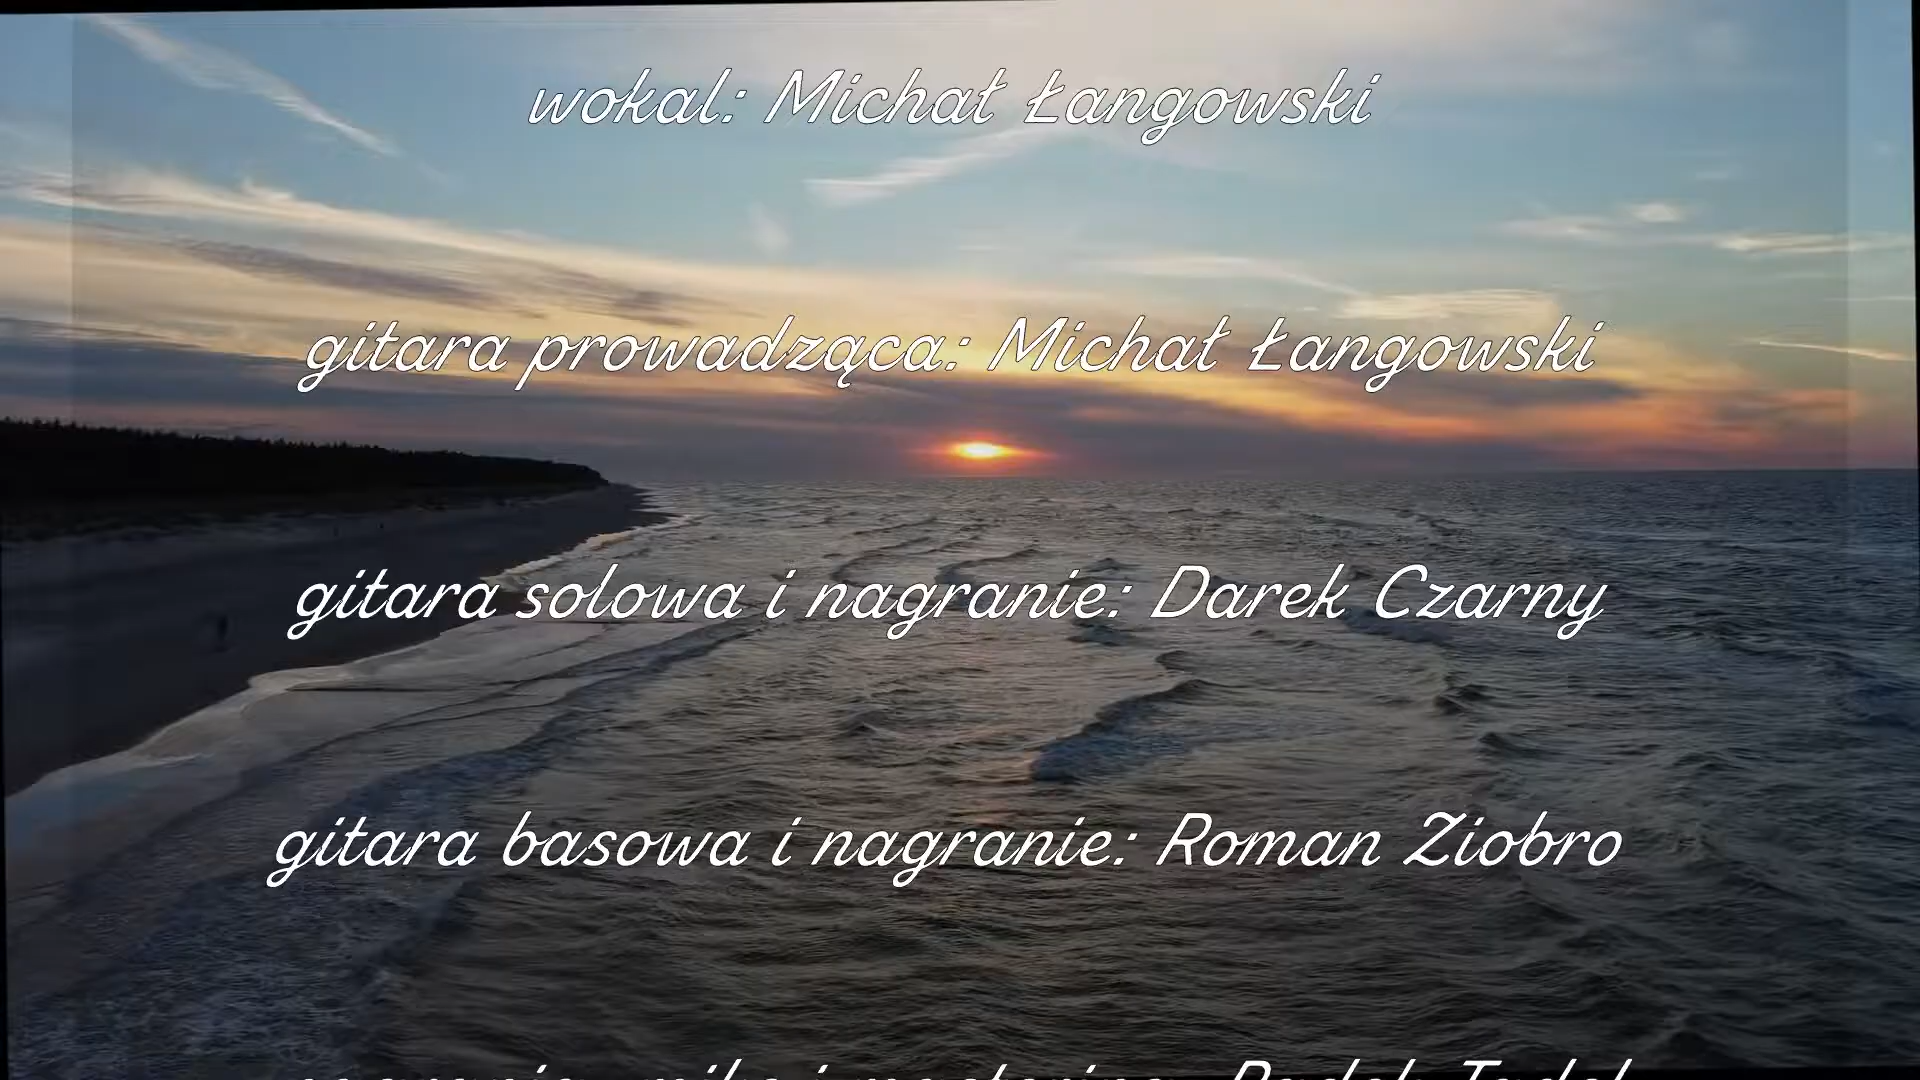 wokal: Michał Łangowski
gitara prowadząca: Michał Łangowski
gitara solowa i nagranie: Darek Czarny
gitara basowa i nagranie: Roman Ziobro